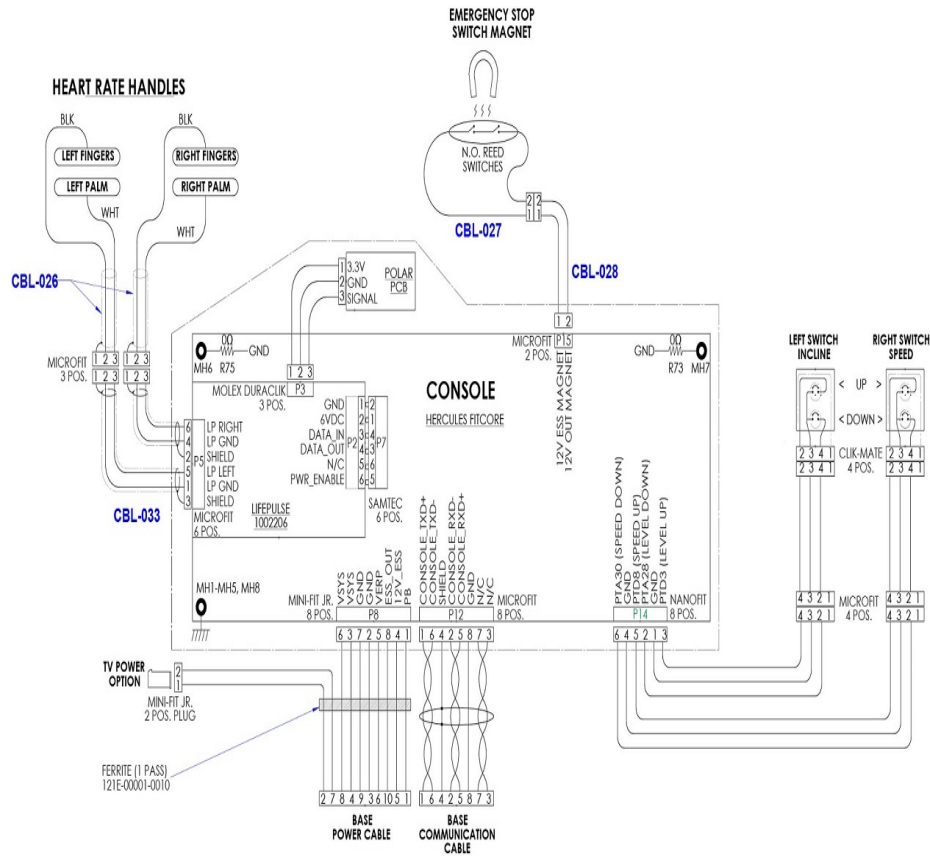 EMERGENCY STOP
SWITCH MAGNET
N.O. REED
SWITCHES
2 2
1 1
CBL-027
CBL-028
HEART RATE HANDLES
BLK
BLK
LEFT FINGERS
RIGHT FINGERS
LEFT PALM
RIGHT PALM
WHT
WHT
CBL-026
MICROFIT
3 POS.
1 2 3
1 2 3
1 2 3
1 2 3
1 3.3V
2 GND
3 SIGNAL
POLAR
PCB
1 2
MICROFIT
2 POS.
P15
12V ESS MAGNET
12V OUT MAGNET
0Ω
GND
MH6
R75
0Ω
GND
R73
MH7
CONSOLE
HERCULES FITCORE
1 2 3
MOLEX DURACLIK
3 POS.
P3
GND
6VDC
DATA_IN
DATA_OUT
N/C
PWR_ENABLE
1 2
2 1
3 4
4 3
5 6
6 5
P2
P7
SAMTEC
6 POS.
6 LP RIGHT
4 LP GND
2 SHIELD
5 LP LEFT
1 LP GND
3 SHIELD
P5
MICROFIT
6 POS.
CBL-033
LIFEPULSE
1002206
MH1-MH5, MH8
MINI-FIT JR.
8 POS.
VSYS
VSYS
GND
GND
VERP
ESS_OUT
12V_ESS
PB
P8
6 3 7 2 5 8 4 1
CONSOLE_TXD+
CONSOLE_TXD-
SHIELD
CONSOLE_RXD-
CONSOLE_RXD+
GND
N/C
N/C
P12
MICROFIT
8 POS.
1 6 4 2 5 8 7 3
PTA30 (SPEED DOWN)
GND
PTD8 (SPEED UP)
PTA28 (LEVEL DOWN)
GND
PTD3 (LEVEL UP)
P14
NANOFIT
8 POS.
6 4 5 2 1 3
LEFT SWITCH
INCLINE
RIGHT SWITCH
SPEED
< UP >
< DOWN >
CLIK-MATE
4 POS.
2 3 4 1
2 3 4 1
2 3 4 1
2 3 4 1
4 3 2 1
4 3 2 1
4 3 2 1
4 3 2 1
MICROFIT
4 POS.
TV POWER
OPTION
2
1
MINI-FIT JR.
2 POS. PLUG
FERRITE (1 PASS)
121E-00001-0010
2 7 8 4 9 3 6 10 5 1
BASE
POWER CABLE
1 6 4 2 5 8 7 3
BASE
COMMUNICATION
CABLE